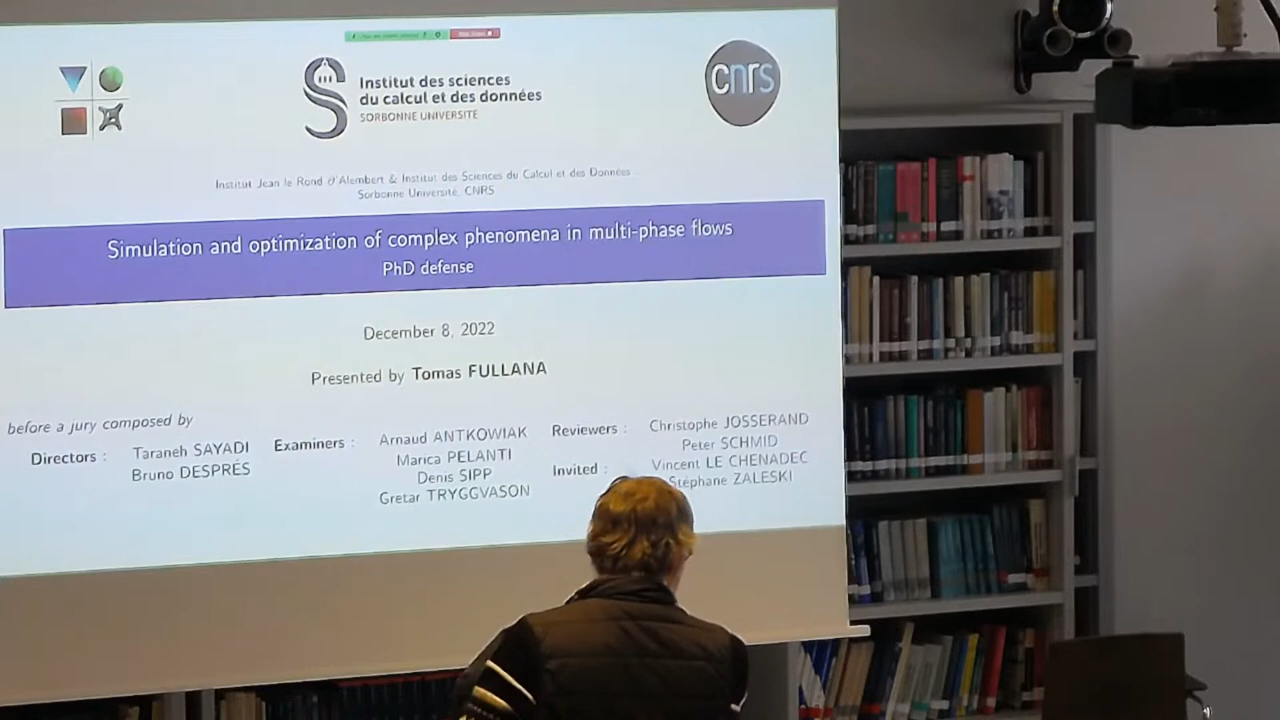 Institut des sciences
du calcul et des données
SORBONNE UNIVERSITÉ
cnrs
Institut Jean le Rond d'Alembert & Institut des Sciences du Calcul et des Données
Sorbonne Université, CNRS
Simulation and optimization of complex phenomena in multi-phase flows
PhD defense
December 8, 2022
Presented by Tomas FULLANA
before a jury composed by
Directors :
Taraneh SAYADI
Bruno DESPRÉS
Examiners :
Arnaud ANTKOWIAK
Marica PELANTI
Denis SIPP
Gretar TRYGGVASON
Reviewers :
Christophe JOSSERAND
Peter SCHMID
Invited :
Vincent LE CHENADEC
Stéphane ZALESKI